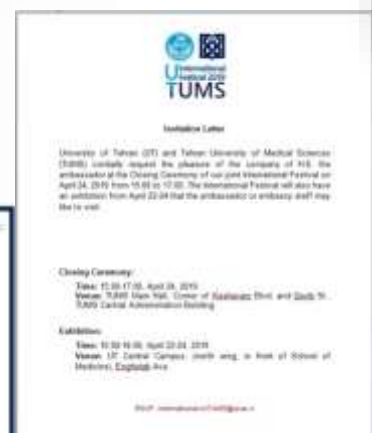 U International
Festival 2019
TUMS
Invitation Letter
University of Tehran (UT) and Tehran University of Medical Sciences
(TUMS) cordially request the pleasure of the company of H.E. the
ambassador at the Closing Ceremony of our joint International Festival on
April 24, 2019 from 15:00 to 17:00. The International Festival will also have
an exhibition from April 22-24 that the ambassador or embassy staff may
like to visit.
Closing Ceremony:
Time: 15:00-17:00, April 24, 2019
Venue: TUMS Main Hall, Corner of Keshavarz Blvd. and Qods St.,
TUMS Central Administration Building
Exhibition:
Time: 10:00-16:00, April 22-24, 2019
Venue: UT Central Campus (north wing, in front of School of
Medicine), Enghelab Ave.
RSVP: